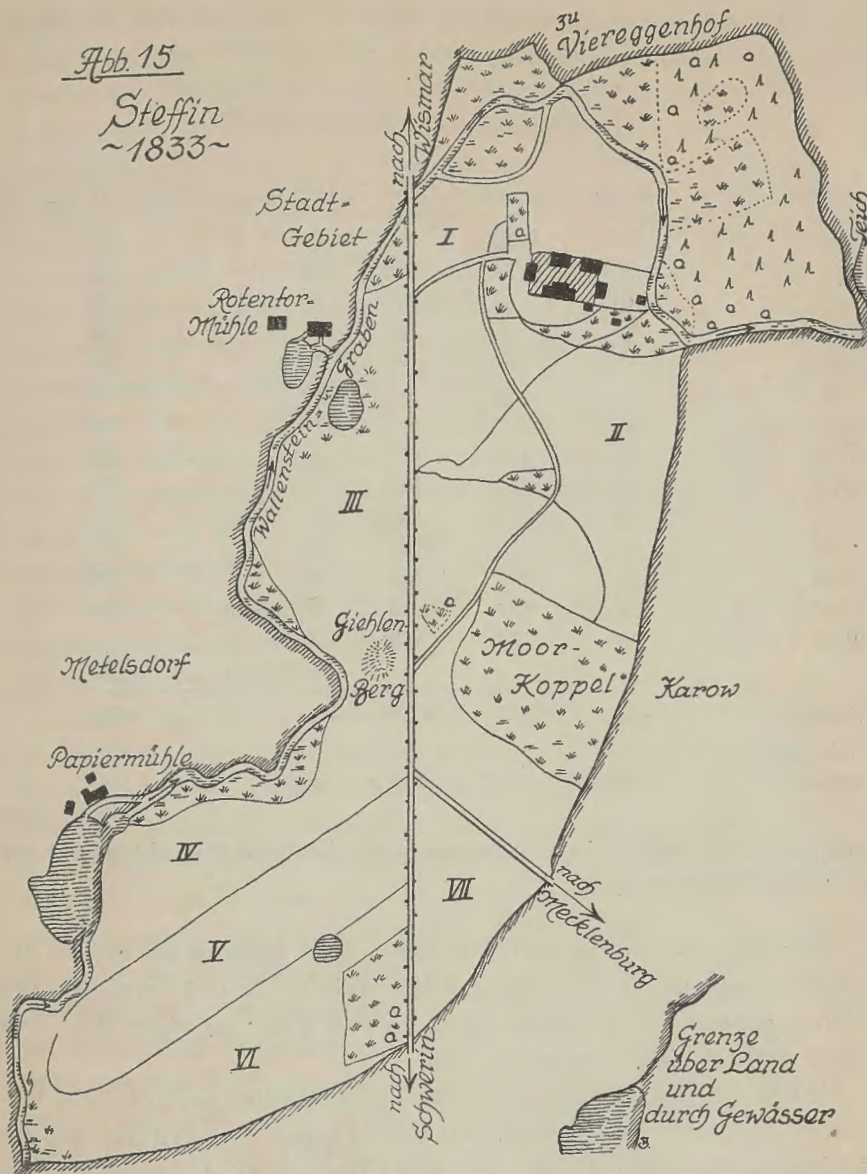 Abb. 15
Steffin
~1833~
zu
Viereggenhof
nach
Wismar
Stadt=
Gebiet
I
Teich
Rotentor-
Mühle
Wallenstein=
Graben
II
III
Giehlen
Berg
Moor-
Koppel
Metelsdorf
Karow
Papiermühle
IV
VII
nach
Mecklenburg
V
VI
nach
Schwerin
Grenze
über Land
und
durch Gewässer
B.